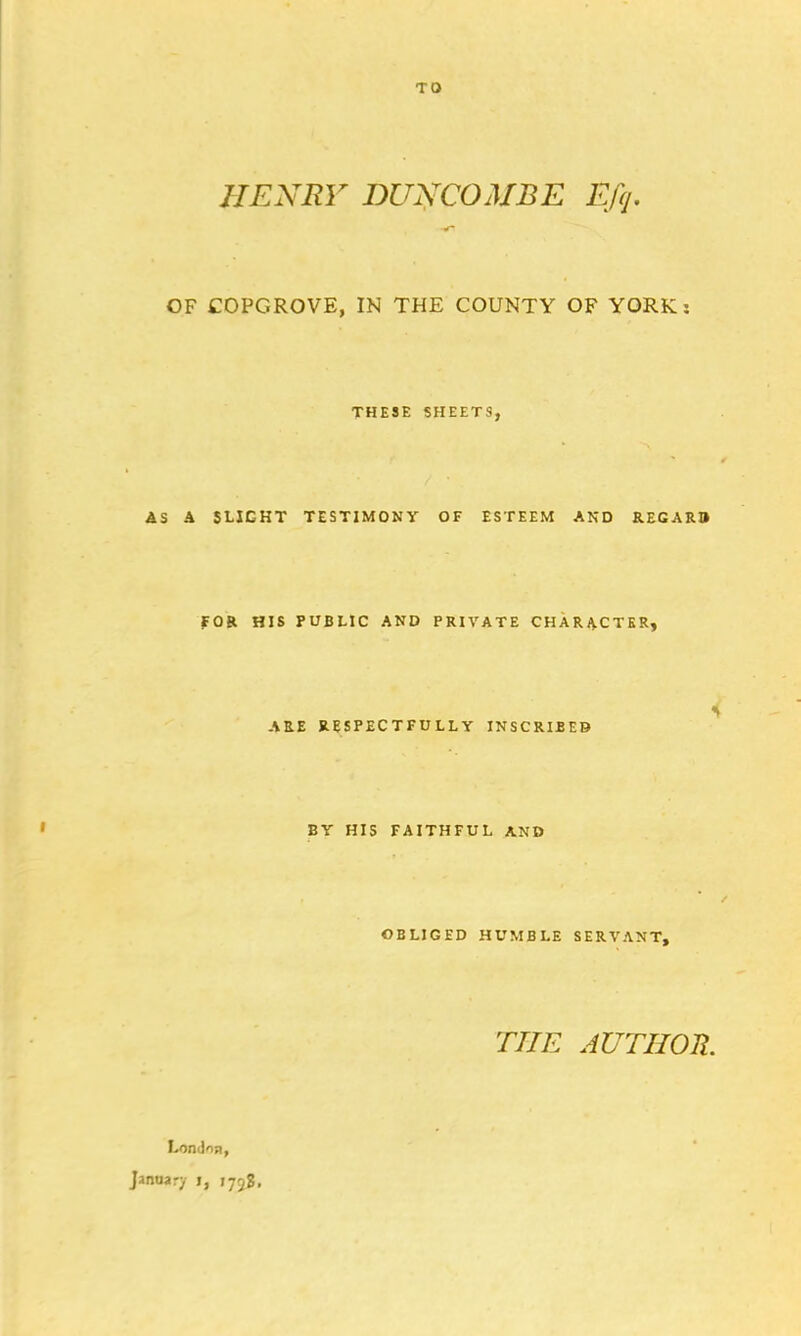 TO
HENRY DUNCOMBE Eſq.
OF COPGROVE, IN THE COUNTY OF YORK:
THESE SHEETS,
AS A SLIGHT TESTIMONY OF ESTEEM AND REGARD
FOR HIS PUBLIC AND PRIVATE CHARACTER,
ARE RESPECTFULLY INSCRIBED
BY HIS FAITHFUL AND
OBLIGED HUMBLE SERVANT,
THE AUTHOR.
London,
January 1, 1798.